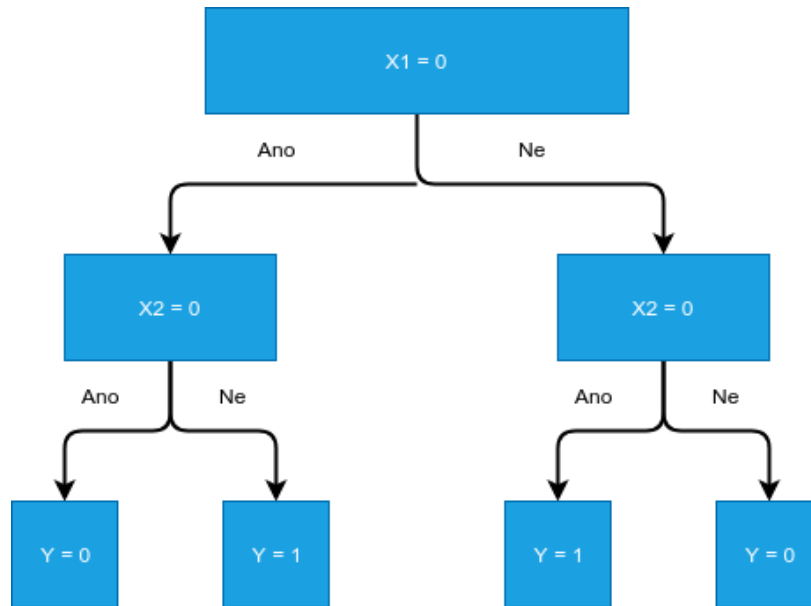 X1 = 0
Ano
Ne
X2 = 0
X2 = 0
Ano
Ne
Ano
Ne
Y = 0
Y = 1
Y = 1
Y = 0